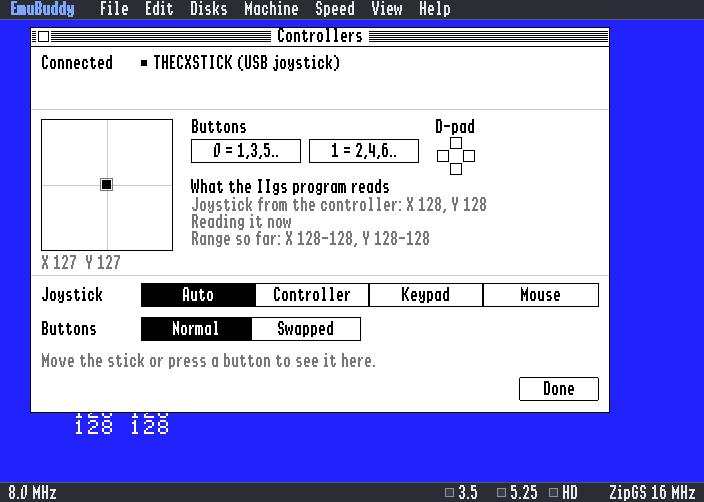 EmuBuddy File Edit Disks Machine Speed View Help
Controllers
Connected ▪ THECXSTICK (USB joystick)
Buttons D-pad
0 = 1,3,5.. 1 = 2,4,6..
What the IIgs program reads
Joystick from the controller: X 128, Y 128
Reading it now
Range so far: X 128-128, Y 128-128
X 127 Y 127
Joystick Auto Controller Keypad Mouse
Buttons Normal Swapped
Move the stick or press a button to see it here.
Done
128 128
128 128
8.0 MHz 3.5 5.25 HD ZipGS 16 MHz